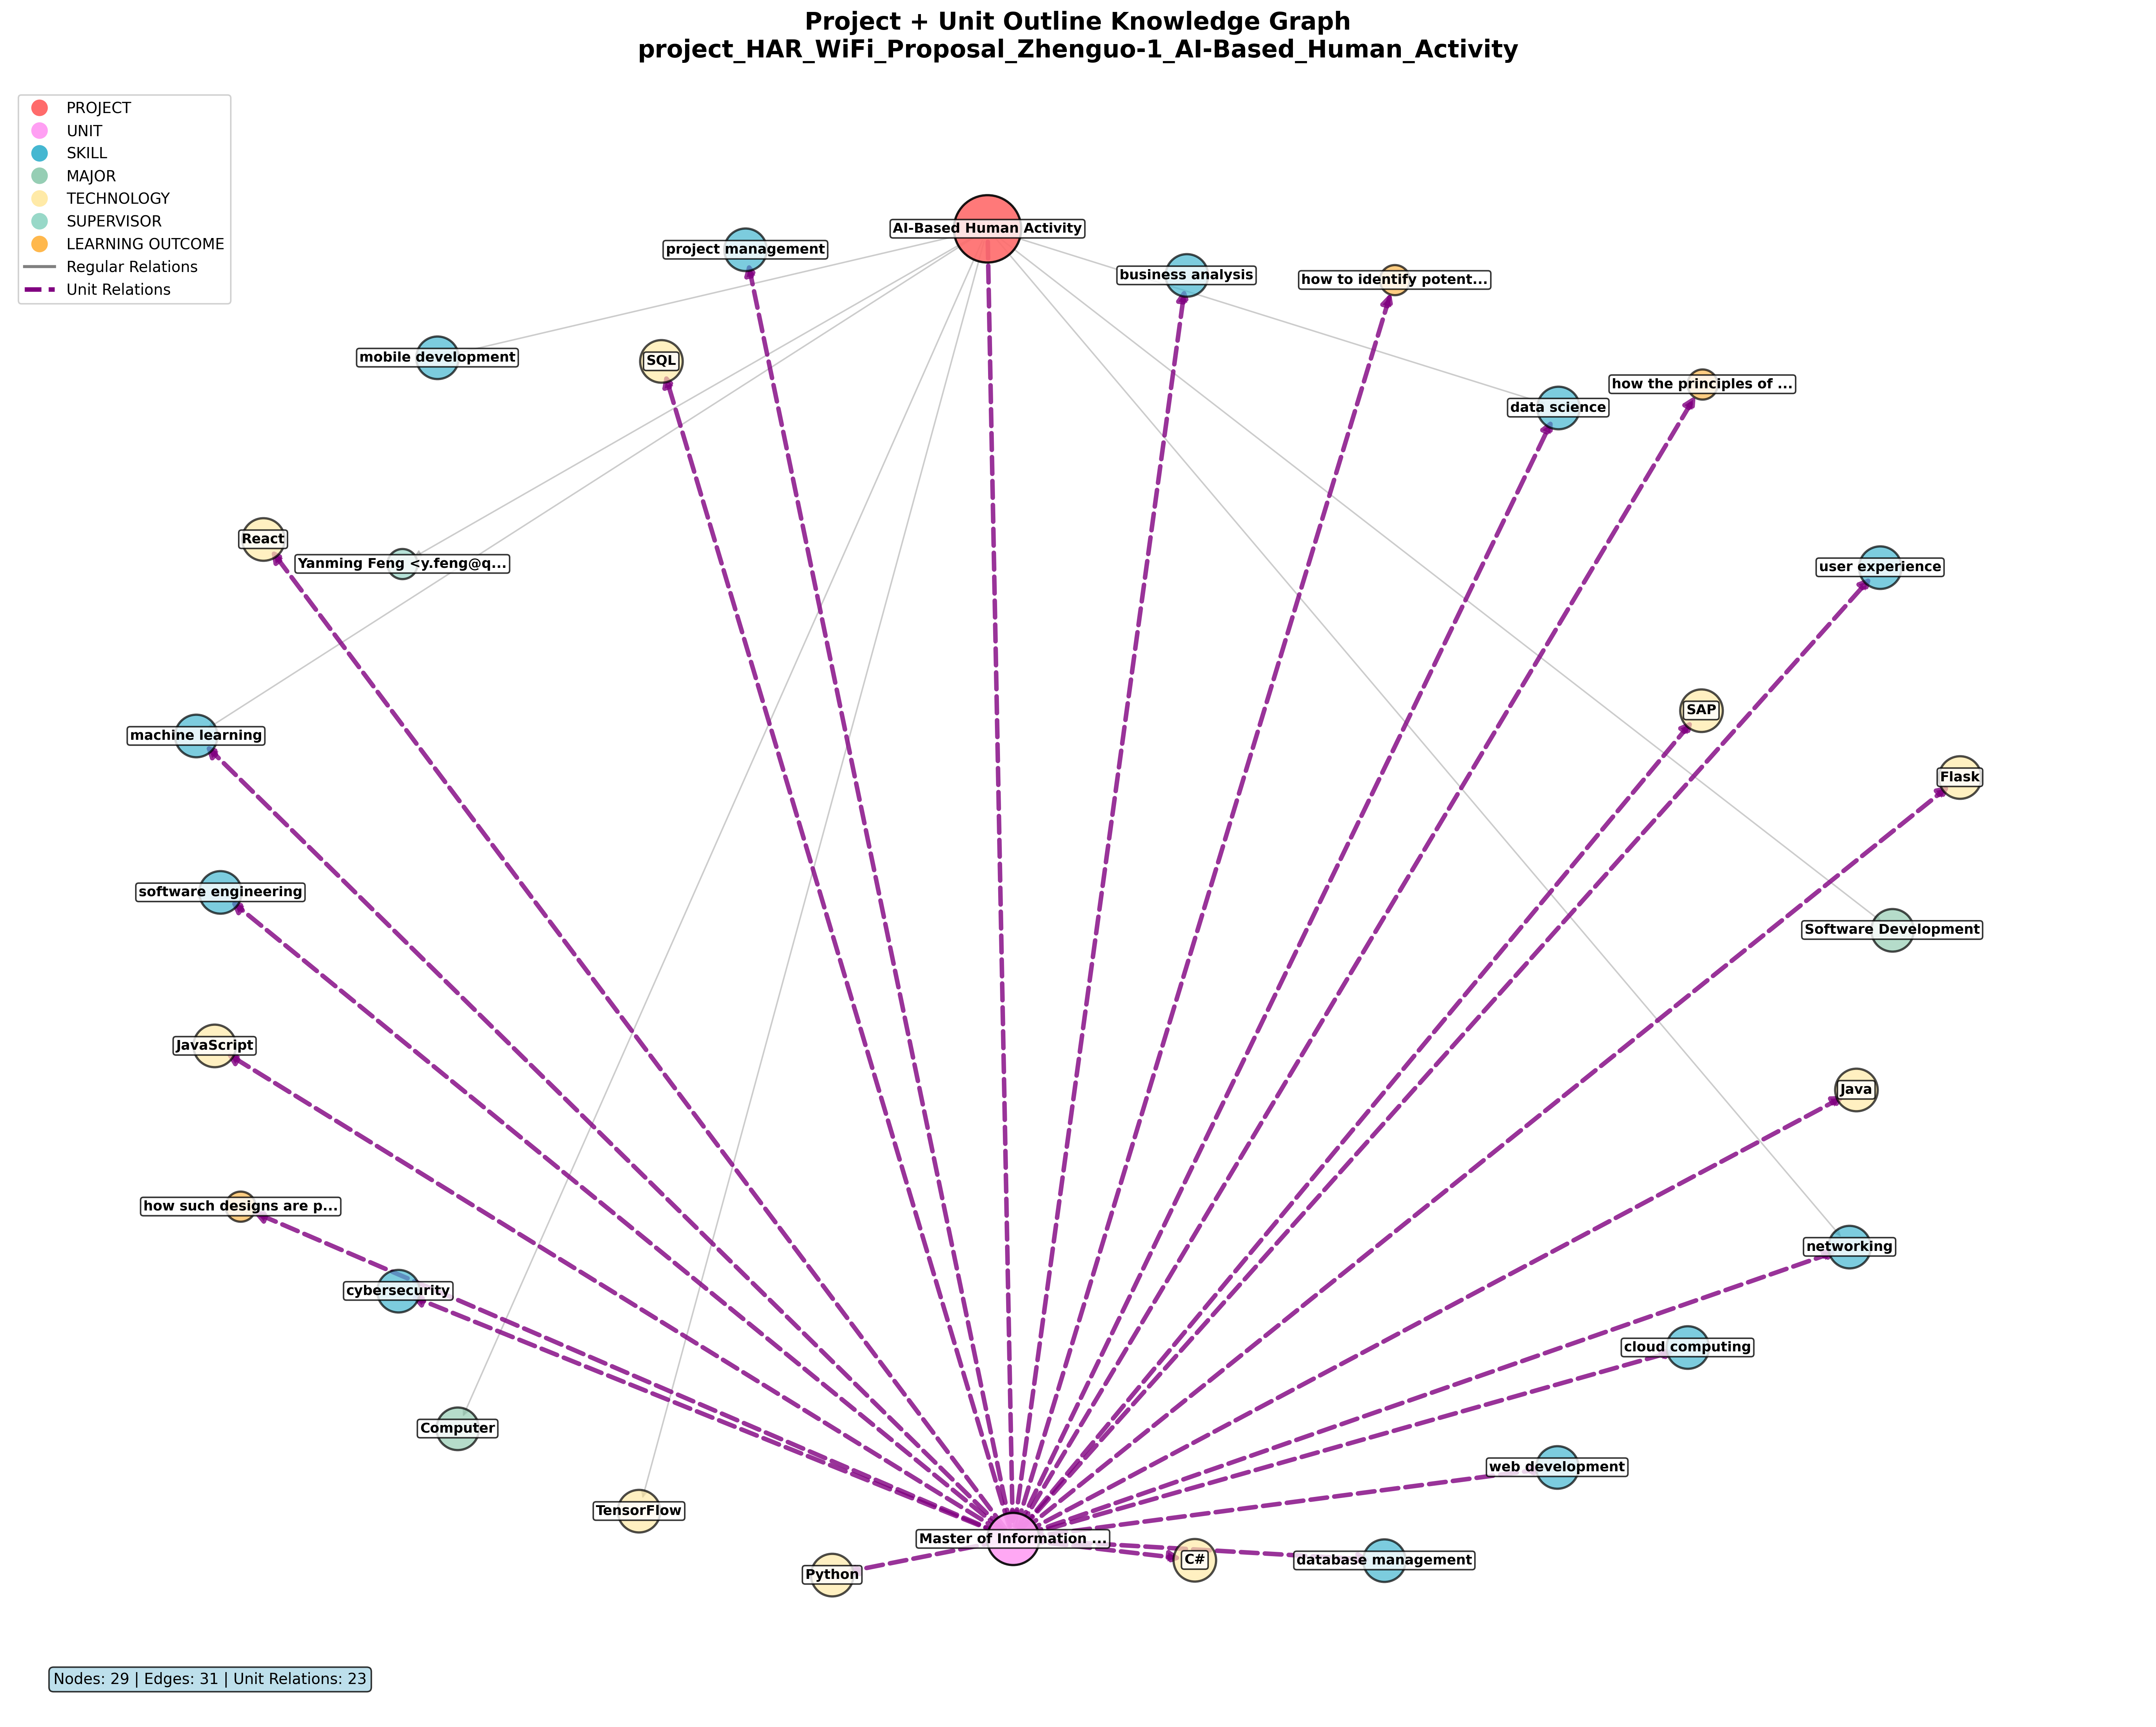 Project + Unit Outline Knowledge Graph
project_HAR_WiFi_Proposal_Zhenguo-1_AI-Based_Human_Activity
PROJECT
UNIT
SKILL
MAJOR
TECHNOLOGY
SUPERVISOR
LEARNING OUTCOME
Regular Relations
Unit Relations
AI-Based Human Activity
project management
business analysis
how to identify potent...
mobile development
SQL
how the principles of ...
data science
React
Yanming Feng <y.feng@q...
user experience
SAP
machine learning
Flask
software engineering
Software Development
JavaScript
Java
how such designs are p...
networking
cybersecurity
cloud computing
Computer
web development
TensorFlow
Master of Information ...
C#
database management
Python
Nodes: 29 | Edges: 31 | Unit Relations: 23